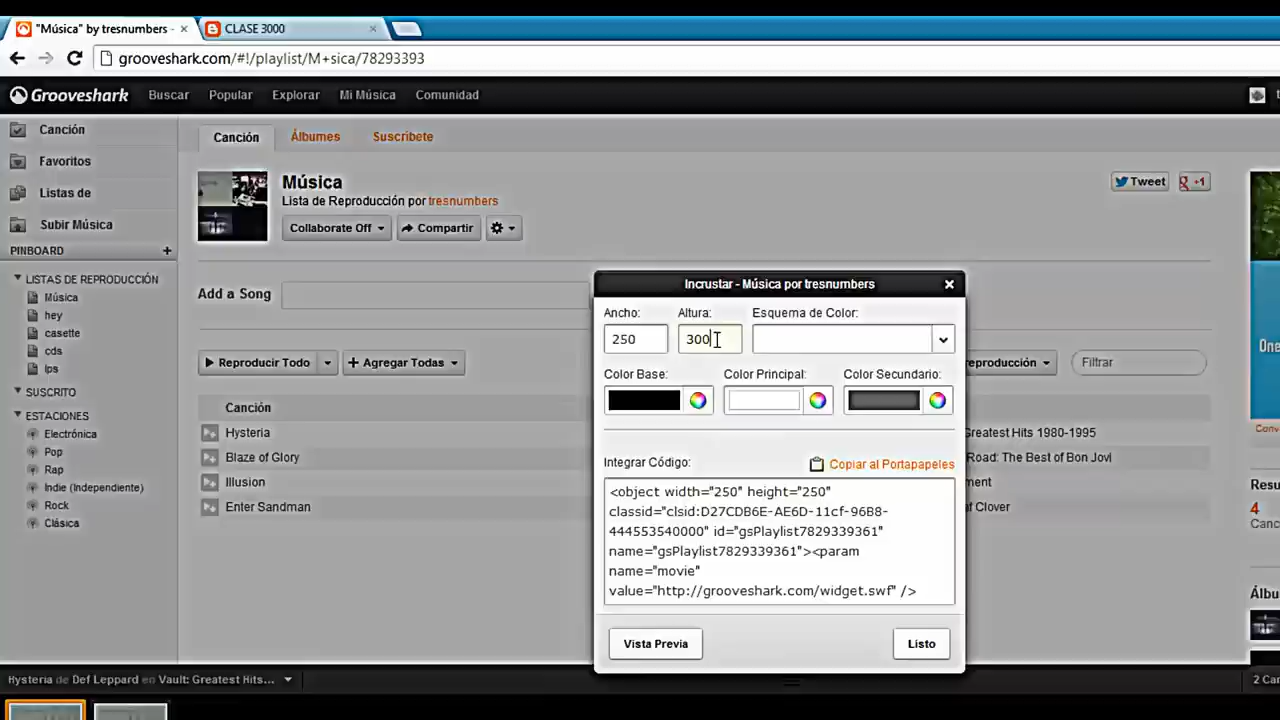 "Música" by tresnumbers -
CLASE 3000
grooveshark.com/#!/playlist/M+sica/78293393
Grooveshark Buscar Popular Explorar Mi Música Comunidad
Canción
Favoritos
Listas de
Subir Música
PINBOARD +
LISTAS DE REPRODUCCIÓN
Música
hey
casette
cds
lps
SUSCRITO
ESTACIONES
Electrónica
Pop
Rap
Indie (Independiente)
Rock
Clásica
Canción Álbumes Suscríbete
Música
Lista de Reproducción por tresnumbers
Collaborate Off Compartir
Tweet +1
Add a Song
Reproducir Todo + Agregar Todas
Filtrar
Canción
Hysteria
Greatest Hits 1980-1995
Blaze of Glory
Road: The Best of Bon Jovi
Illusion
Enter Sandman
Incrustar - Música por tresnumbers
Ancho: Altura: Esquema de Color:
250 300
Color Base: Color Principal: Color Secundario:
Integrar Código: Copiar al Portapapeles
<object width="250" height="250"
classid="clsid:D27CDB6E-AE6D-11cf-96B8-
444553540000" id="gsPlaylist7829339361"
name="gsPlaylist7829339361"><param
name="movie"
value="http://grooveshark.com/widget.swf" />
Vista Previa Listo
One
4
Hysteria de Def Leppard en Vault: Greatest Hits...